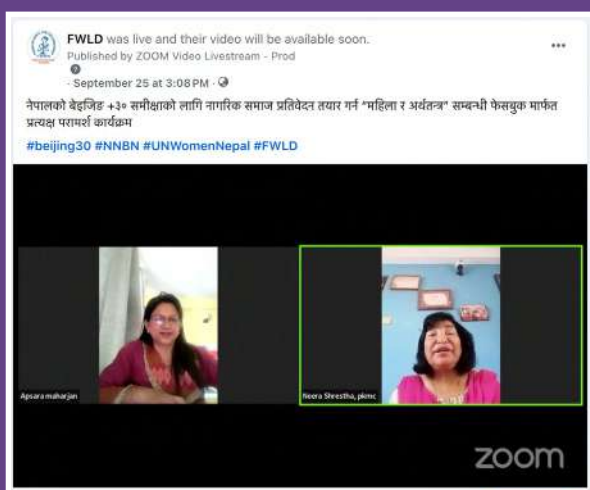 FWLD was live and their video will be available soon.
Published by ZOOM Video Livestream - Prod
· September 25 at 3:08 PM ·
नेपालको बेइजिङ +३० समीक्षाको लागि नागरिक समाज प्रतिवेदन तयार गर्न “महिला र अर्थतन्त्र” सम्बन्धी फेसबुक मार्फत
प्रत्यक्ष परामर्श कार्यक्रम
#beijing30 #NNBN #UNWomenNepal #FWLD
Apsara maharjan
Neera Shrestha, pkmc
zoom